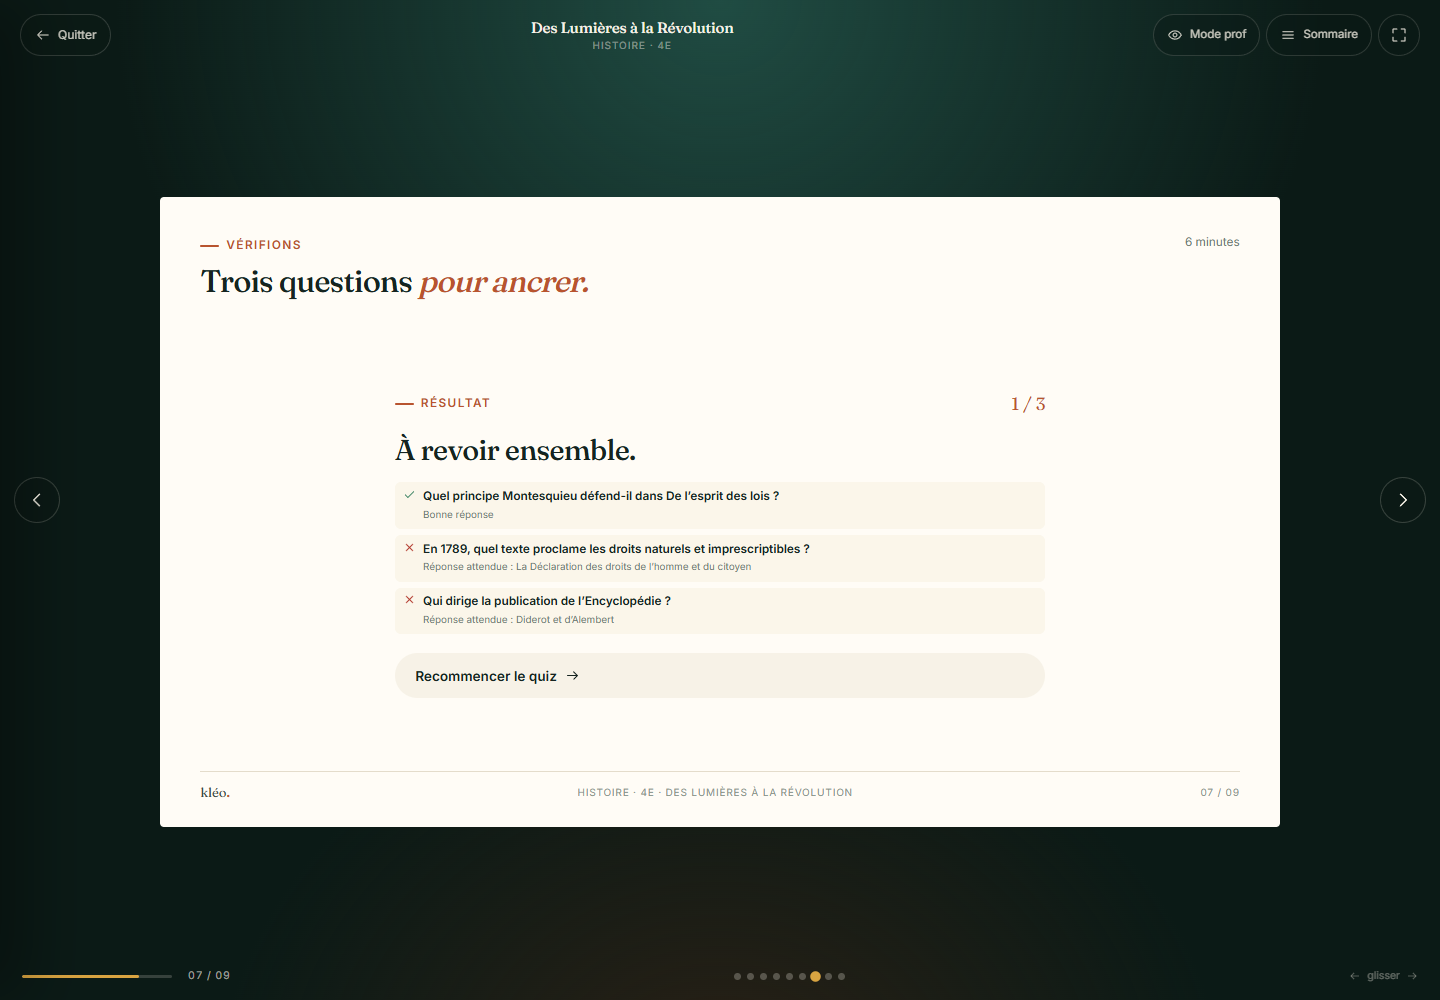 Quitter
Des Lumières à la Révolution
HISTOIRE · 4E
Mode prof
Sommaire
VÉRIFIONS
6 minutes
Trois questions pour ancrer.
RÉSULTAT
1 / 3
À revoir ensemble.
Quel principe Montesquieu défend-il dans De l’esprit des lois ?
Bonne réponse
En 1789, quel texte proclame les droits naturels et imprescriptibles ?
Réponse attendue : La Déclaration des droits de l’homme et du citoyen
Qui dirige la publication de l’Encyclopédie ?
Réponse attendue : Diderot et d’Alembert
Recommencer le quiz →
kléo.
HISTOIRE · 4E · DES LUMIÈRES À LA RÉVOLUTION
07 / 09
07 / 09
← glisser →